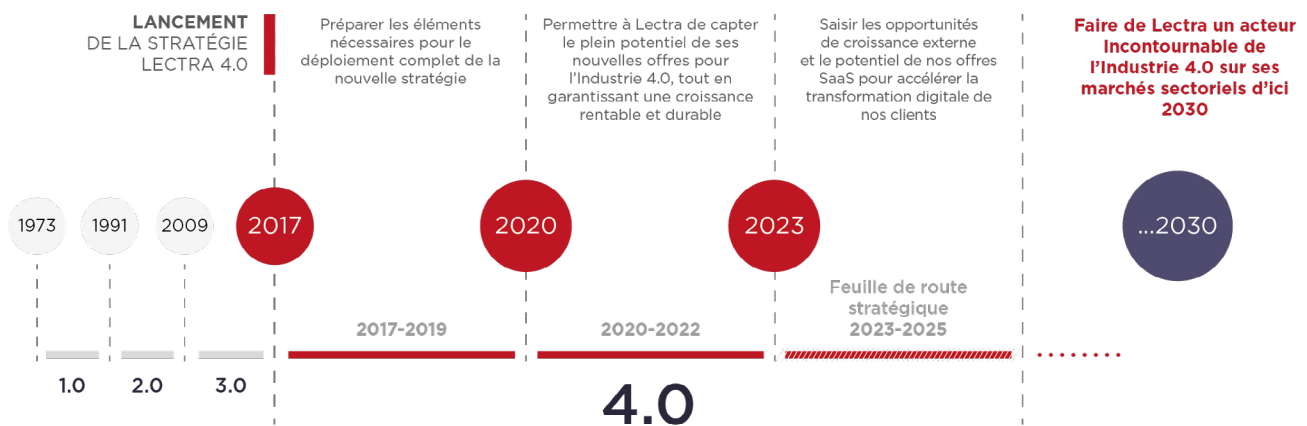 LANCEMENT
DE LA STRATÉGIE
LECTRA 4.0
Préparer les éléments
nécessaires pour le
déploiement complet de la
nouvelle stratégie
Permettre à Lectra de capter
le plein potentiel de ses
nouvelles offres pour
l'Industrie 4.0, tout en
garantissant une croissance
rentable et durable
Saisir les opportunités
de croissance externe
et le potentiel de nos offres
SaaS pour accélérer la
transformation digitale de
nos clients
Faire de Lectra un acteur
incontournable de
l'Industrie 4.0 sur ses
marchés sectoriels d'ici
2030
1973
1991
2009
2017
2020
2023
...2030
2017-2019
2020-2022
Feuille de route
stratégique
2023-2025
1.0
2.0
3.0
4.0